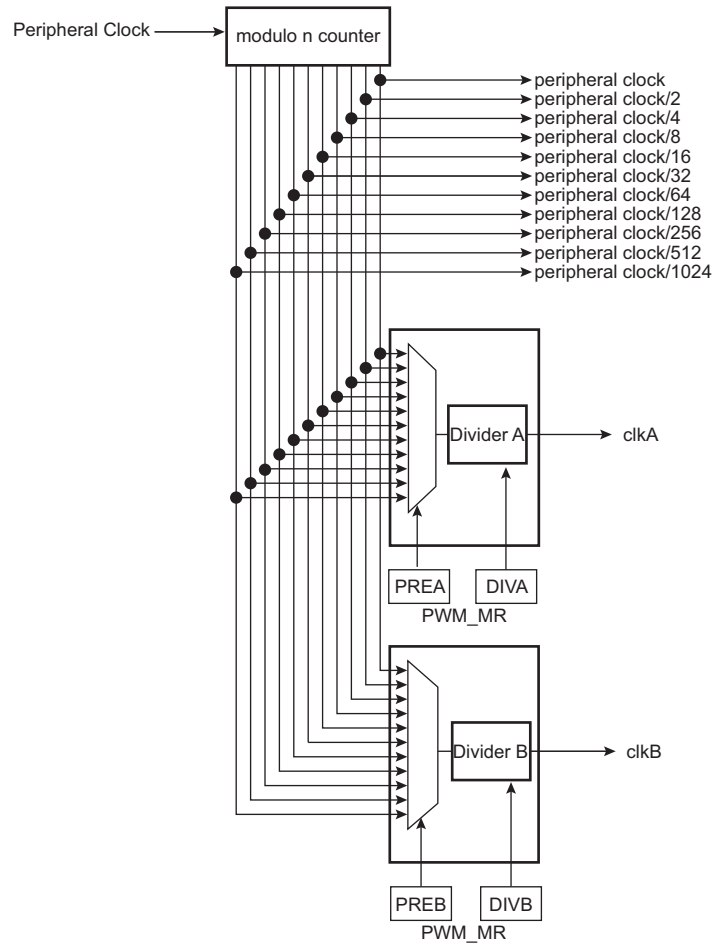 Peripheral Clock
modulo n counter
peripheral clock
peripheral clock/2
peripheral clock/4
peripheral clock/8
peripheral clock/16
peripheral clock/32
peripheral clock/64
peripheral clock/128
peripheral clock/256
peripheral clock/512
peripheral clock/1024
Divider A
clkA
PREA
DIVA
PWM_MR
Divider B
clkB
PREB
DIVB
PWM_MR